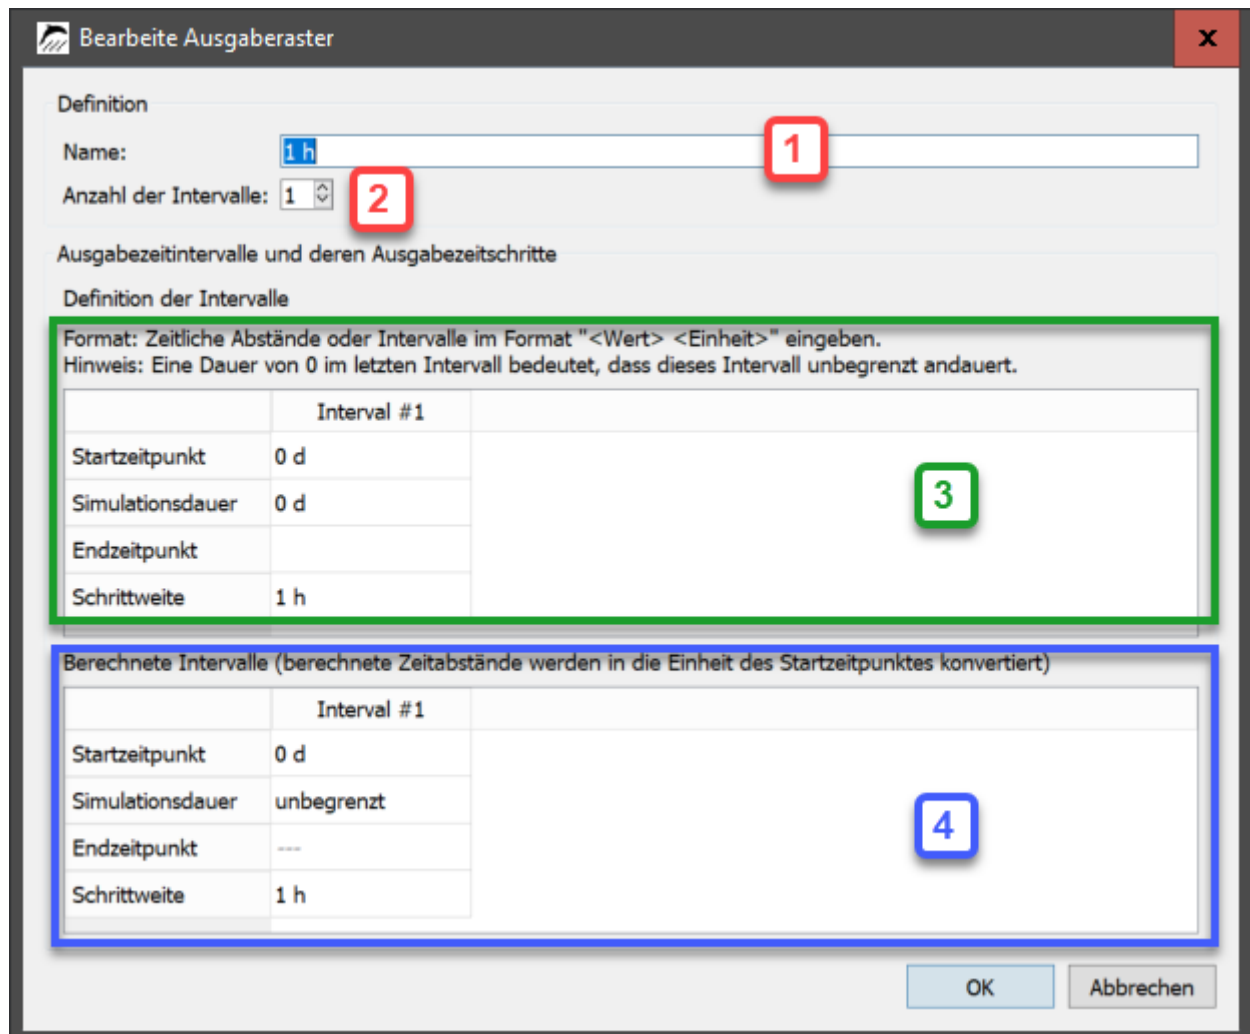 Bearbeite Ausgaberaster
x
Definition
Name: 1 h 1
Anzahl der Intervalle: 1 2
Ausgabezeitintervalle und deren Ausgabezeitschritte
Definition der Intervalle
Format: Zeitliche Abstände oder Intervalle im Format "<Wert> <Einheit>" eingeben.
Hinweis: Eine Dauer von 0 im letzten Intervall bedeutet, dass dieses Intervall unbegrenzt andauert.
Interval #1
Startzeitpunkt 0 d
Simulationsdauer 0 d
3
Endzeitpunkt
Schrittweite 1 h
Berechnete Intervalle (berechnete Zeitabstände werden in die Einheit des Startzeitpunktes konvertiert)
Interval #1
Startzeitpunkt 0 d
Simulationsdauer unbegrenzt
4
Endzeitpunkt ---
Schrittweite 1 h
OK Abbrechen